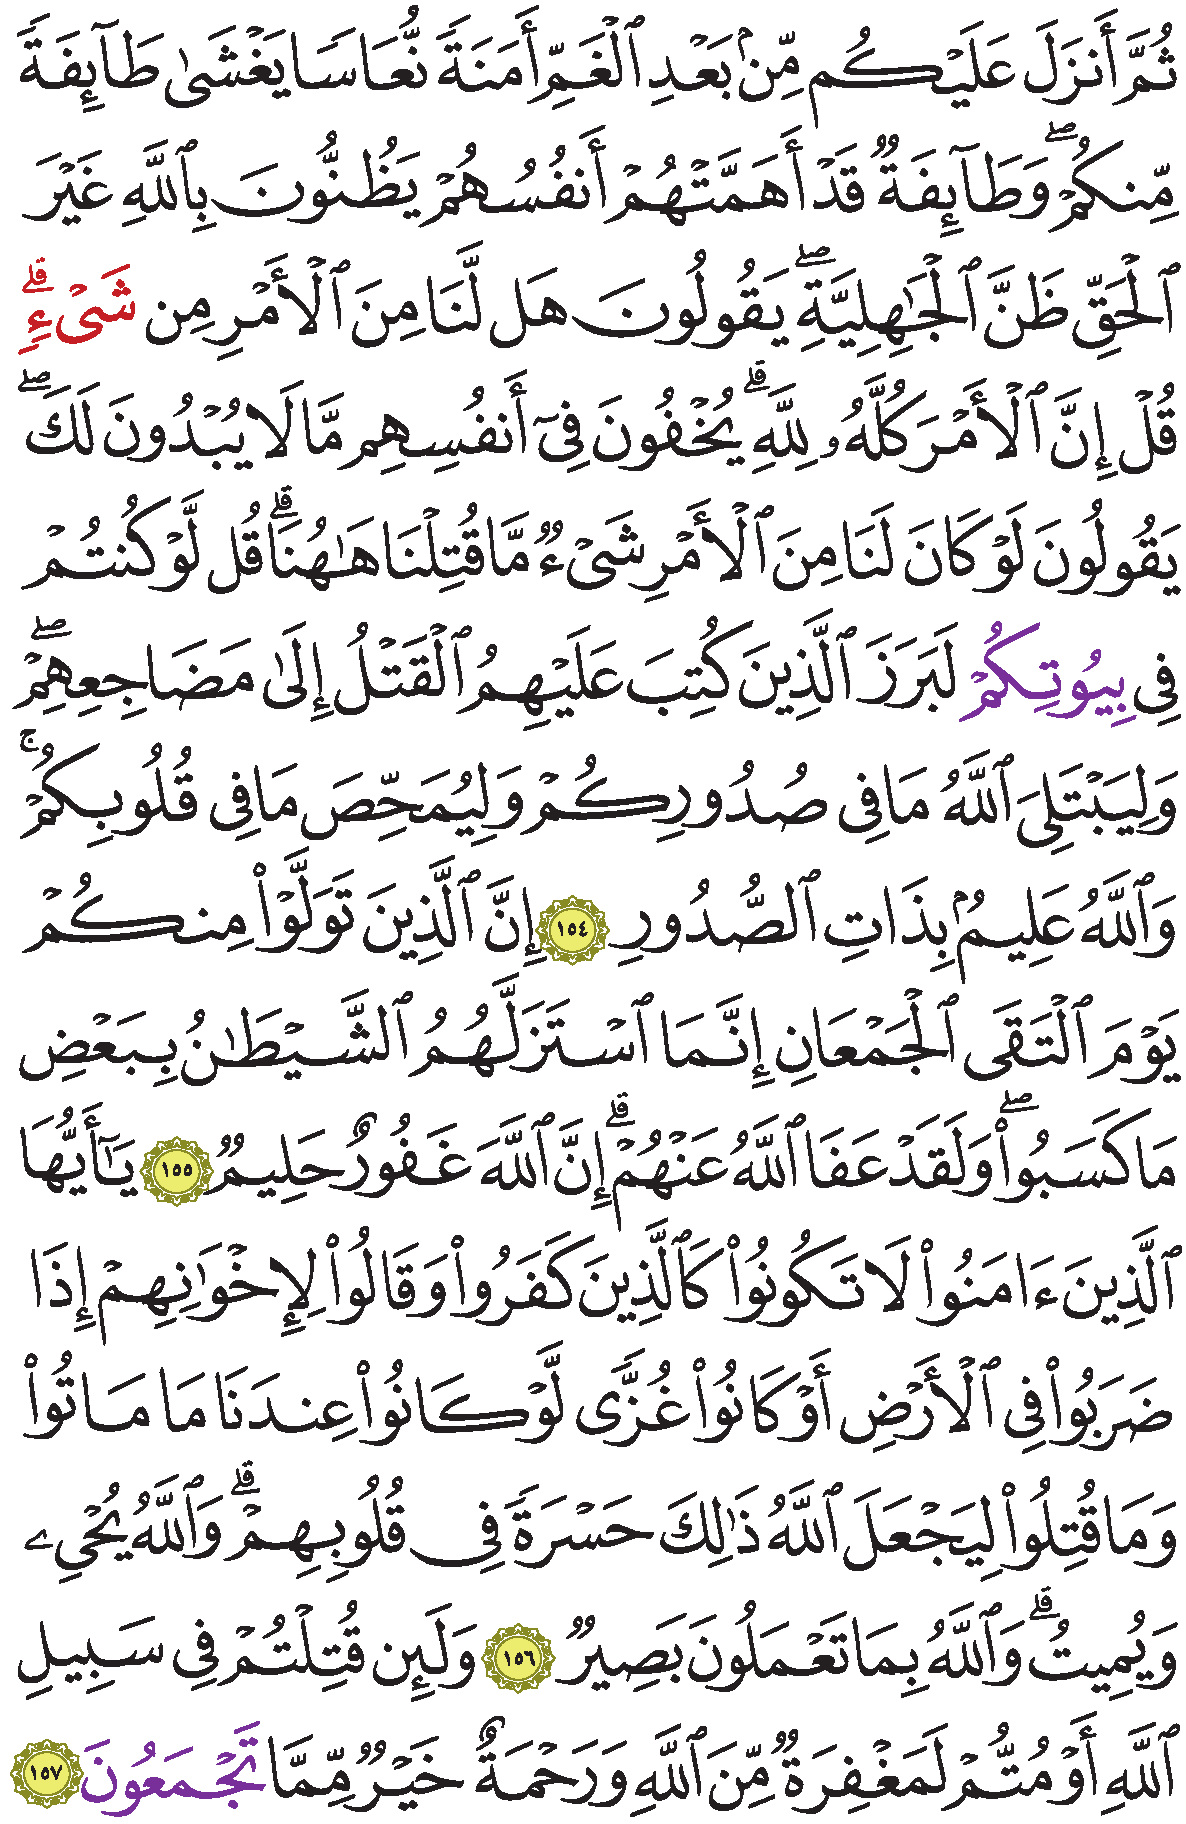 ثُمَّ أَنزَلَ عَلَيۡكُم مِّنۢ بَعۡدِ ٱلۡغَمِّ أَمَنَةٗ نُّعَاسٗا يَغۡشَىٰ طَآئِفَةٗ
مِّنكُمۡۖ وَطَآئِفَةٞ قَدۡ أَهَمَّتۡهُمۡ أَنفُسُهُمۡ يَظُنُّونَ بِٱللَّهِ غَيۡرَ
ٱلۡحَقِّ ظَنَّ ٱلۡجَٰهِلِيَّةِۖ يَقُولُونَ هَل لَّنَا مِنَ ٱلۡأَمۡرِ مِن شَيۡءٖۗ
قُلۡ إِنَّ ٱلۡأَمۡرَ كُلَّهُۥ لِلَّهِۗ يُخۡفُونَ فِيٓ أَنفُسِهِم مَّا لَا يُبۡدُونَ لَكَۖ
يَقُولُونَ لَوۡ كَانَ لَنَا مِنَ ٱلۡأَمۡرِ شَيۡءٞ مَّا قُتِلۡنَا هَٰهُنَاۗ قُل لَّوۡ كُنتُمۡ
فِي بِيُوتِكُمۡ لَبَرَزَ ٱلَّذِينَ كُتِبَ عَلَيۡهِمُ ٱلۡقَتۡلُ إِلَىٰ مَضَاجِعِهِمۡۖ
وَلِيَبۡتَلِيَ ٱللَّهُ مَا فِي صُدُورِكُمۡ وَلِيُمَحِّصَ مَا فِي قُلُوبِكُمۡۚ
وَٱللَّهُ عَلِيمُۢ بِذَاتِ ٱلصُّدُورِ ١٥٤ إِنَّ ٱلَّذِينَ تَوَلَّوۡاْ مِنكُمۡ
يَوۡمَ ٱلۡتَقَى ٱلۡجَمۡعَانِ إِنَّمَا ٱسۡتَزَلَّهُمُ ٱلشَّيۡطَٰنُ بِبَعۡضِ
مَا كَسَبُواْۖ وَلَقَدۡ عَفَا ٱللَّهُ عَنۡهُمۡۗ إِنَّ ٱللَّهَ غَفُورٌ حَلِيمٞ ١٥٥ يَٰٓأَيُّهَا
ٱلَّذِينَ ءَامَنُواْ لَا تَكُونُواْ كَٱلَّذِينَ كَفَرُواْ وَقَالُواْ لِإِخۡوَٰنِهِمۡ إِذَا
ضَرَبُواْ فِي ٱلۡأَرۡضِ أَوۡ كَانُواْ غُزّٗى لَّوۡ كَانُواْ عِندَنَا مَا مَاتُواْ
وَمَا قُتِلُواْ لِيَجۡعَلَ ٱللَّهُ ذَٰلِكَ حَسۡرَةٗ فِي قُلُوبِهِمۡۗ وَٱللَّهُ يُحۡيِۦ
وَيُمِيتُۗ وَٱللَّهُ بِمَا تَعۡمَلُونَ بَصِيرٞ ١٥٦ وَلَئِن قُتِلۡتُمۡ فِي سَبِيلِ
ٱللَّهِ أَوۡ مُتُّمۡ لَمَغۡفِرَةٞ مِّنَ ٱللَّهِ وَرَحۡمَةٌ خَيۡرٞ مِّمَّا تَجۡمَعُونَ ١٥٧